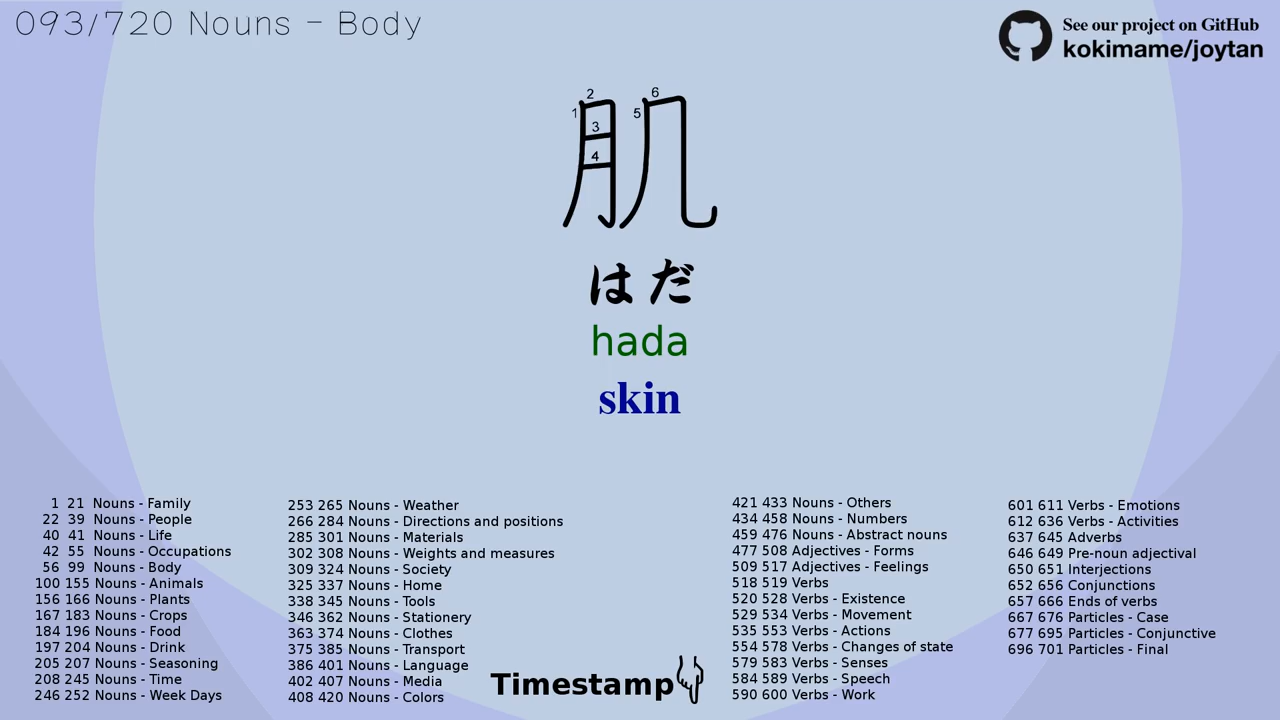 093/720 Nouns - Body
See our project on GitHub
kokimame/joytan
1 2 3 4 5 6
肌
はだ
hada
skin
1 21 Nouns - Family
22 39 Nouns - People
40 41 Nouns - Life
42 55 Nouns - Occupations
56 99 Nouns - Body
100 155 Nouns - Animals
156 166 Nouns - Plants
167 183 Nouns - Crops
184 196 Nouns - Food
197 204 Nouns - Drink
205 207 Nouns - Seasoning
208 245 Nouns - Time
246 252 Nouns - Week Days
253 265 Nouns - Weather
266 284 Nouns - Directions and positions
285 301 Nouns - Materials
302 308 Nouns - Weights and measures
309 324 Nouns - Society
325 337 Nouns - Home
338 345 Nouns - Tools
346 362 Nouns - Stationery
363 374 Nouns - Clothes
375 385 Nouns - Transport
386 401 Nouns - Language
402 407 Nouns - Media
408 420 Nouns - Colors
Timestamp
421 433 Nouns - Others
434 458 Nouns - Numbers
459 476 Nouns - Abstract nouns
477 508 Adjectives - Forms
509 517 Adjectives - Feelings
518 519 Verbs
520 528 Verbs - Existence
529 534 Verbs - Movement
535 553 Verbs - Actions
554 578 Verbs - Changes of state
579 583 Verbs - Senses
584 589 Verbs - Speech
590 600 Verbs - Work
601 611 Verbs - Emotions
612 636 Verbs - Activities
637 645 Adverbs
646 649 Pre-noun adjectival
650 651 Interjections
652 656 Conjunctions
657 666 Ends of verbs
667 676 Particles - Case
677 695 Particles - Conjunctive
696 701 Particles - Final